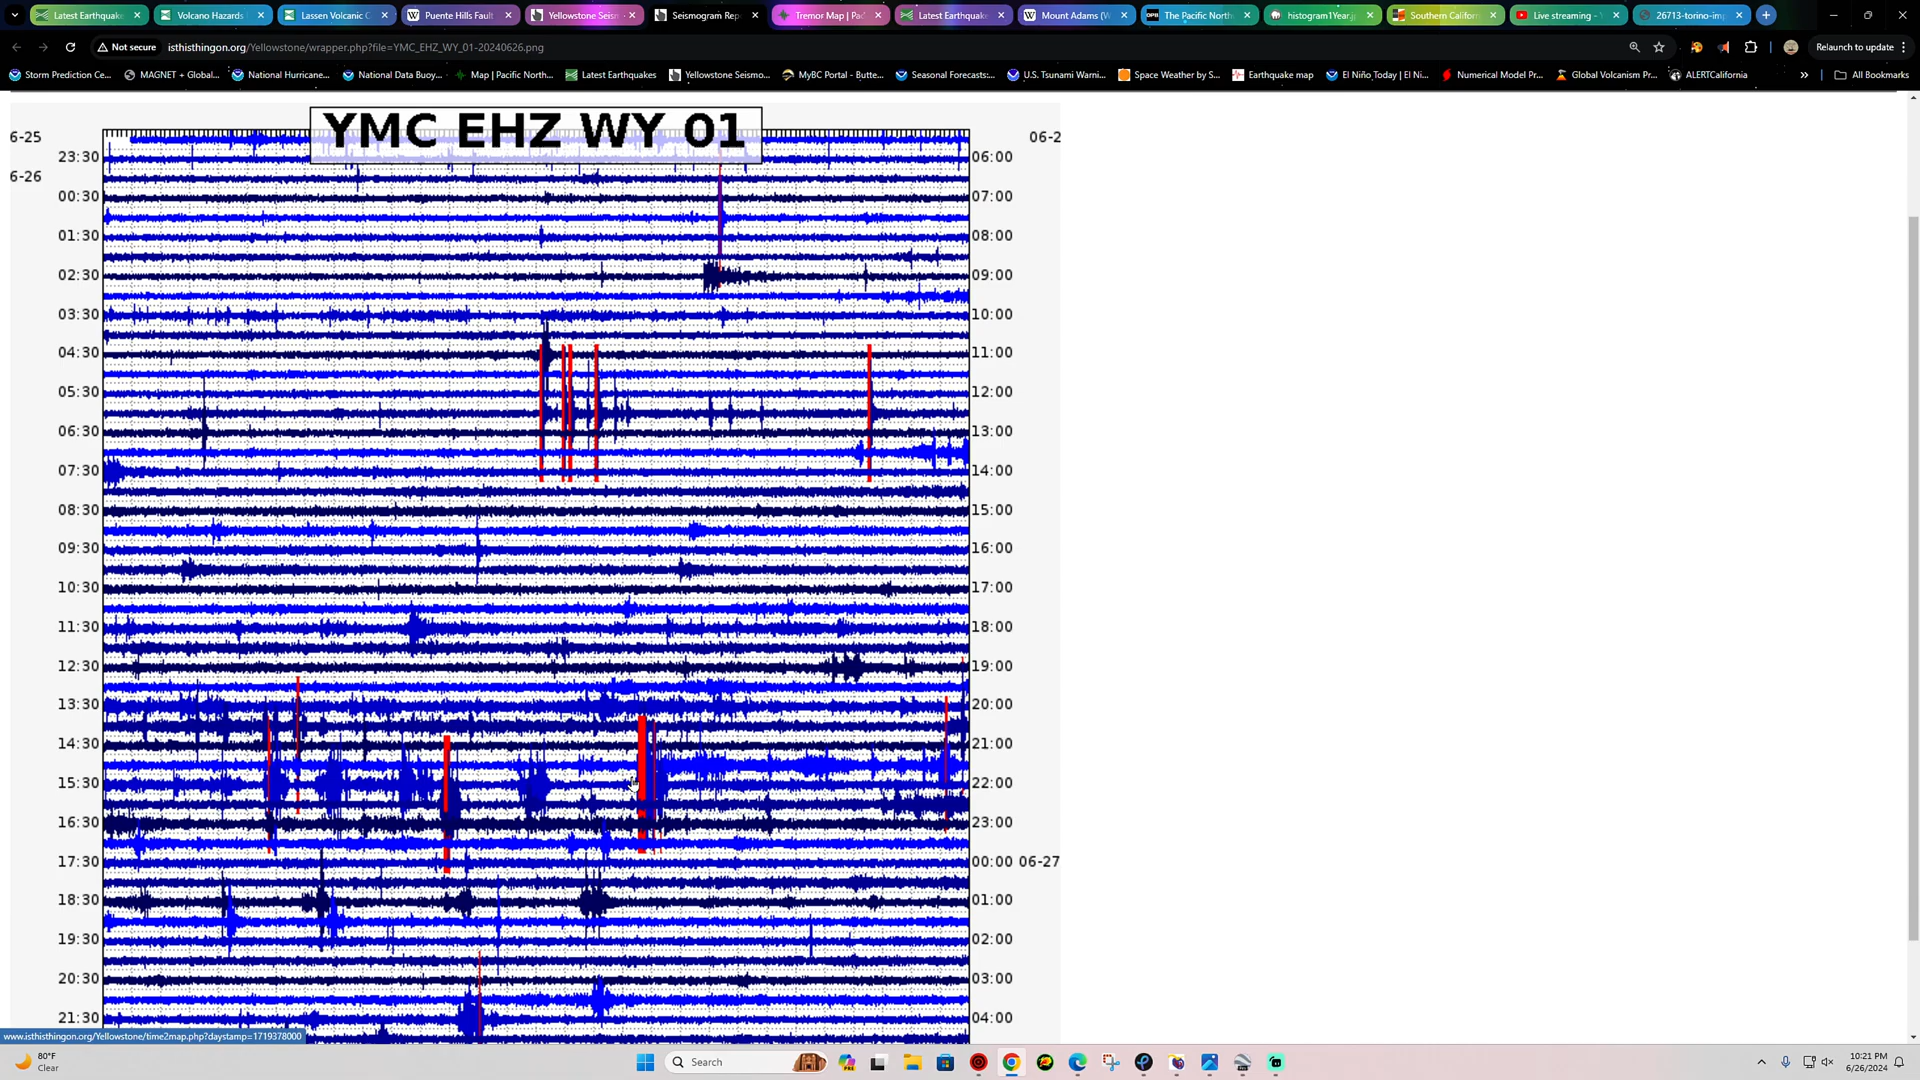 Latest Earthquake
Volcano Hazards
Lassen Volcanic C
Puente Hills Fault
Yellowstone Seism
Seismogram Rep
Tremor Map | Pac
Latest Earthquake
Mount Adams (W
The Pacific North
histogram1Year.j
Southern Californ
Live streaming -
26713-torino-imp
Not secure
isthisthingon.org/Yellowstone/wrapper.php?file=YMC_EHZ_WY_01-20240626.png
Relaunch to update
Storm Prediction Ce...
MAGNET + Global...
National Hurricane...
National Data Buoy...
Map | Pacific North...
Latest Earthquakes
Yellowstone Seismo...
MyBC Portal - Butte...
Seasonal Forecasts:...
U.S. Tsunami Warni...
Space Weather by S...
Earthquake map
El Niño Today | El Ni...
Numerical Model Pr...
Global Volcanism Pr...
ALERTCalifornia
All Bookmarks
YMC EHZ WY 01
6-25 06-2
23:30 06:00
6-26
00:30 07:00
01:30 08:00
02:30 09:00
03:30 10:00
04:30 11:00
05:30 12:00
06:30 13:00
07:30 14:00
08:30 15:00
09:30 16:00
10:30 17:00
11:30 18:00
12:30 19:00
13:30 20:00
14:30 21:00
15:30 22:00
16:30 23:00
17:30 00:00 06-27
18:30 01:00
19:30 02:00
20:30 03:00
21:30 04:00
www.isthisthingon.org/Yellowstone/time2map.php?daystamp=1719378000
80°F
Clear
Search
10:21 PM
6/26/2024